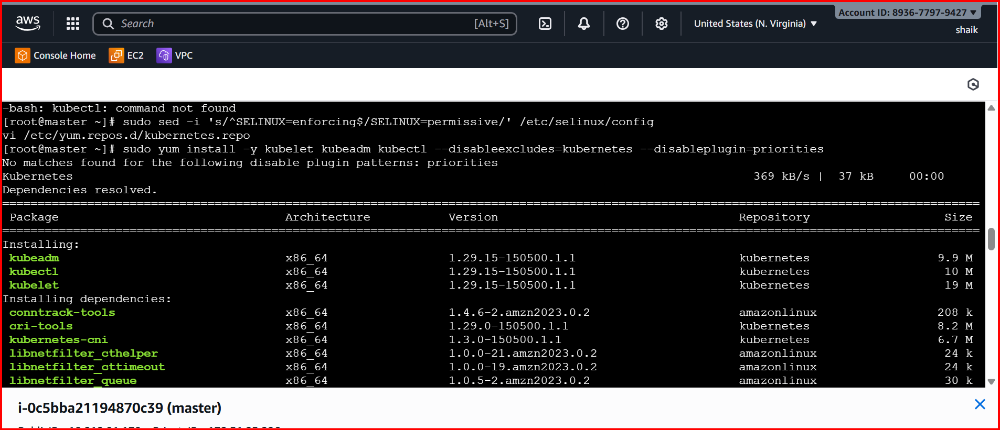 aws Search [Alt+S] United States (N. Virginia) ▼ Account ID: 8936-7797-9427 ▼
shaik
Console Home EC2 VPC
-bash: kubectl: command not found
[root@master ~]# sudo sed -i 's/^SELINUX=enforcing$/SELINUX=permissive/' /etc/selinux/config
vi /etc/yum.repos.d/kubernetes.repo
[root@master ~]# sudo yum install -y kubelet kubeadm kubectl --disableexcludes=kubernetes --disableplugin=priorities
No matches found for the following disable plugin patterns: priorities
Kubernetes 369 kB/s | 37 kB 00:00
Dependencies resolved.
Package Architecture Version Repository Size
Installing:
kubeadm x86_64 1.29.15-150500.1.1 kubernetes 9.9 M
kubectl x86_64 1.29.15-150500.1.1 kubernetes 10 M
kubelet x86_64 1.29.15-150500.1.1 kubernetes 19 M
Installing dependencies:
conntrack-tools x86_64 1.4.6-2.amzn2023.0.2 amazonlinux 208 k
cri-tools x86_64 1.29.0-150500.1.1 kubernetes 8.2 M
kubernetes-cni x86_64 1.3.0-150500.1.1 kubernetes 6.7 M
libnetfilter_cthelper x86_64 1.0.0-21.amzn2023.0.2 amazonlinux 24 k
libnetfilter_cttimeout x86_64 1.0.0-19.amzn2023.0.2 amazonlinux 24 k
libnetfilter_queue x86_64 1.0.5-2.amzn2023.0.2 amazonlinux 30 k
i-0c5bba21194870c39 (master)